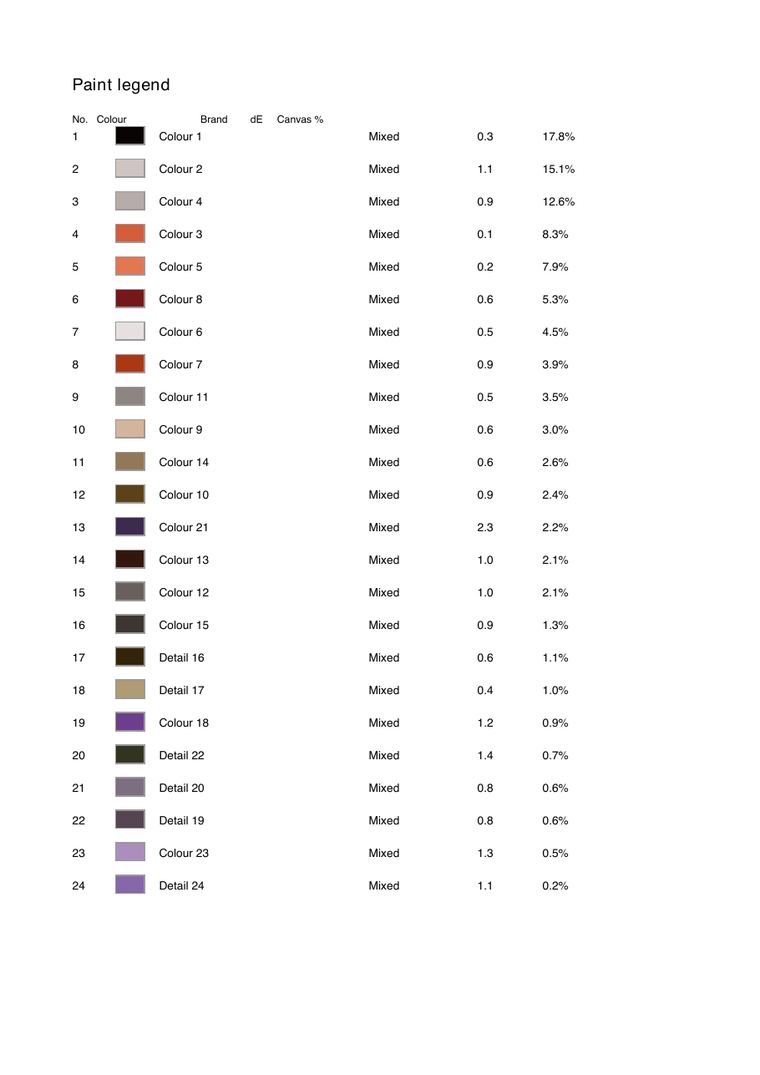 Paint legend
No. Colour Brand dE Canvas %
1 Colour 1 Mixed 0.3 17.8%
2 Colour 2 Mixed 1.1 15.1%
3 Colour 4 Mixed 0.9 12.6%
4 Colour 3 Mixed 0.1 8.3%
5 Colour 5 Mixed 0.2 7.9%
6 Colour 8 Mixed 0.6 5.3%
7 Colour 6 Mixed 0.5 4.5%
8 Colour 7 Mixed 0.9 3.9%
9 Colour 11 Mixed 0.5 3.5%
10 Colour 9 Mixed 0.6 3.0%
11 Colour 14 Mixed 0.6 2.6%
12 Colour 10 Mixed 0.9 2.4%
13 Colour 21 Mixed 2.3 2.2%
14 Colour 13 Mixed 1.0 2.1%
15 Colour 12 Mixed 1.0 2.1%
16 Colour 15 Mixed 0.9 1.3%
17 Detail 16 Mixed 0.6 1.1%
18 Detail 17 Mixed 0.4 1.0%
19 Colour 18 Mixed 1.2 0.9%
20 Detail 22 Mixed 1.4 0.7%
21 Detail 20 Mixed 0.8 0.6%
22 Detail 19 Mixed 0.8 0.6%
23 Colour 23 Mixed 1.3 0.5%
24 Detail 24 Mixed 1.1 0.2%